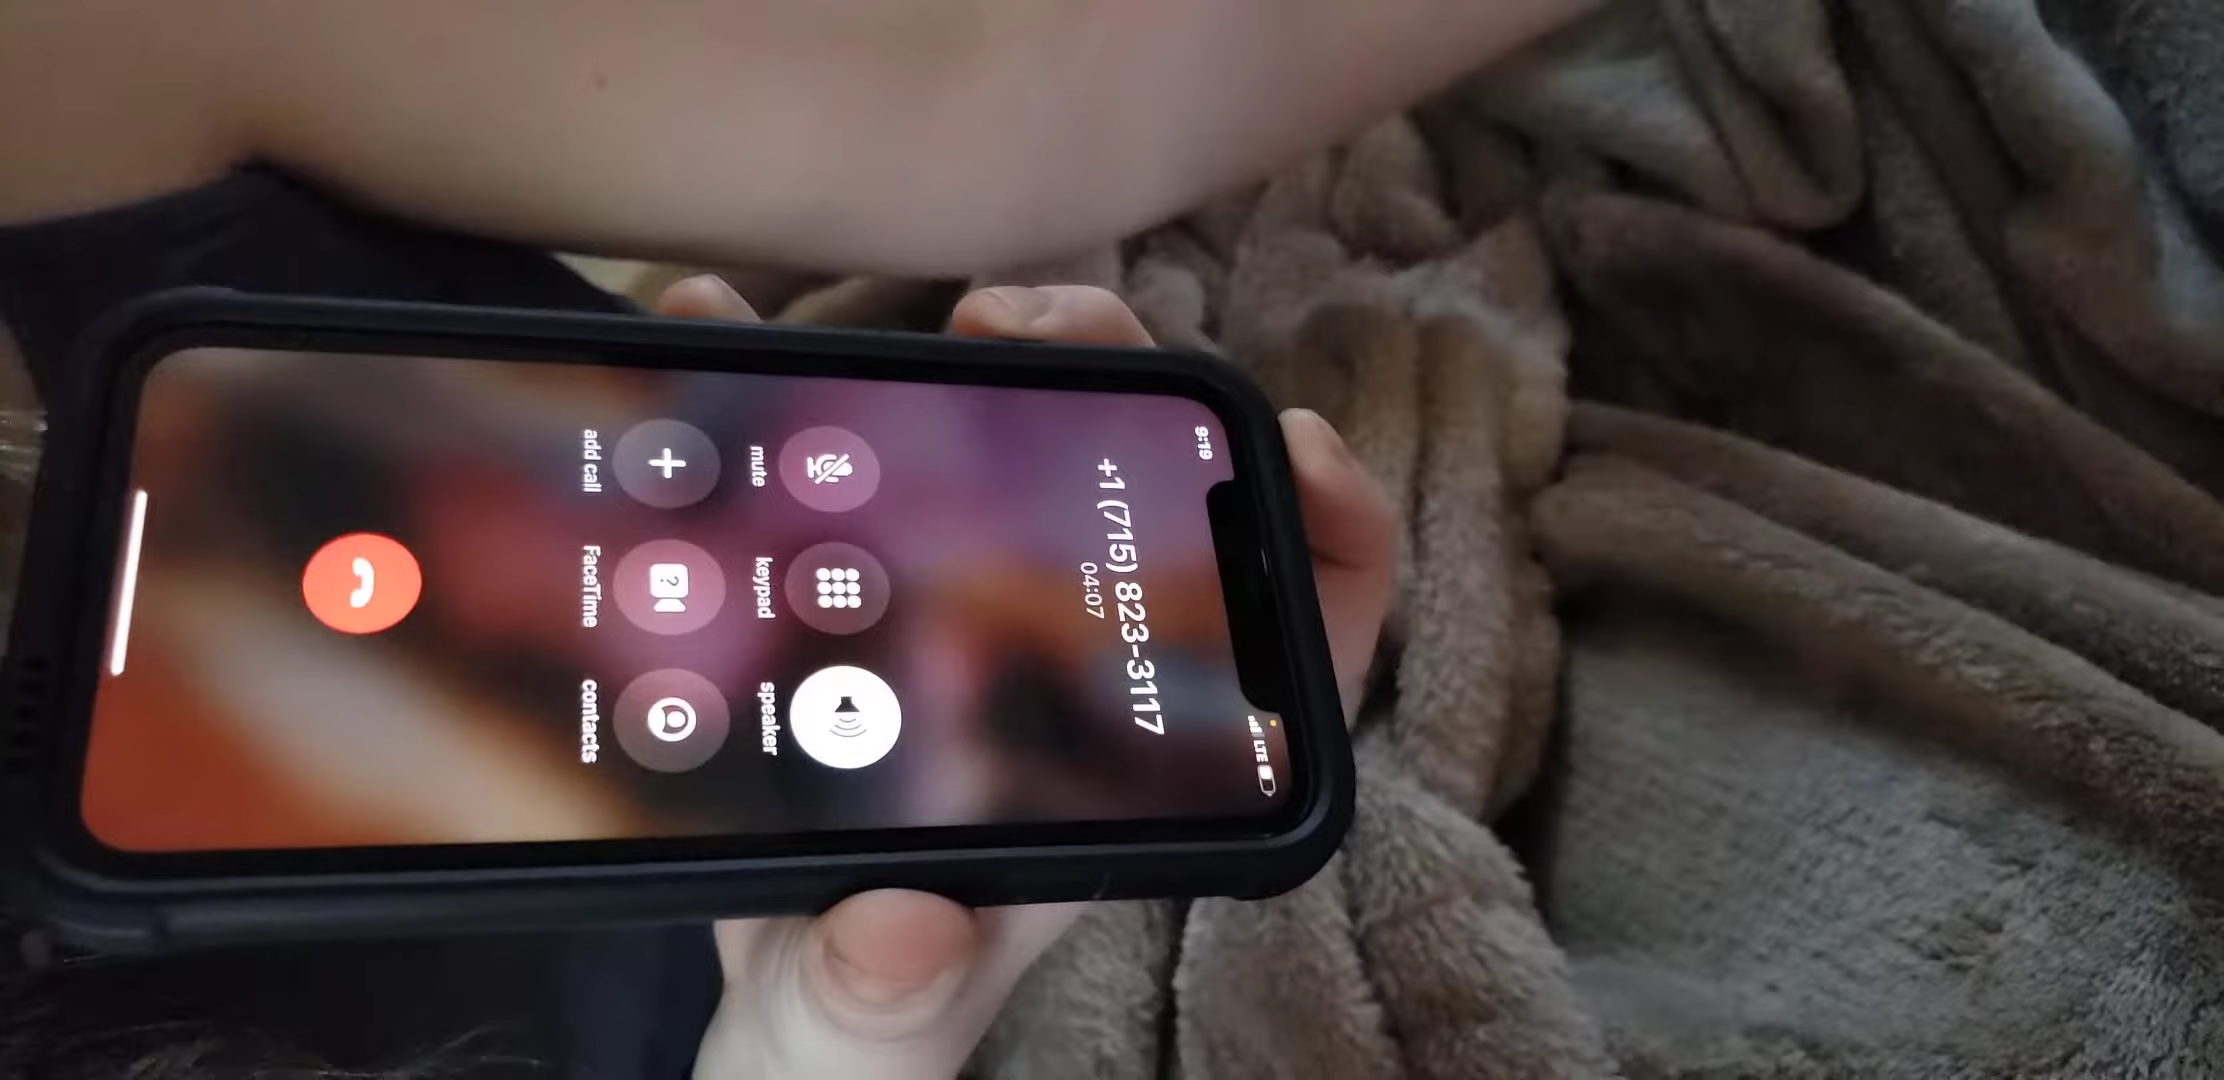 9:19
LTE
+1 (715) 823-3117
04:07
mute
keypad
speaker
add call
FaceTime
contacts